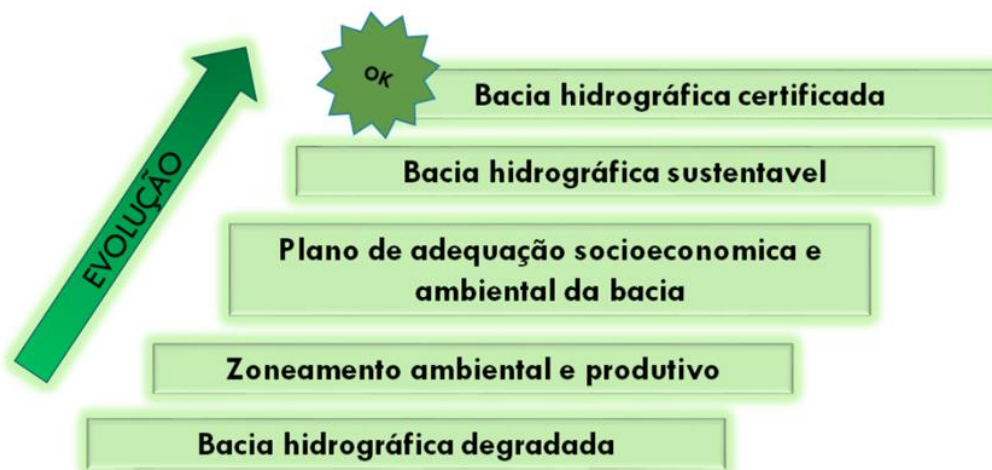 OK
Bacia hidrográfica certificada
Bacia hidrográfica sustentavel
EVOLUÇÃO
Plano de adequação socioeconomica e
ambiental da bacia
Zoneamento ambiental e produtivo
Bacia hidrográfica degradada